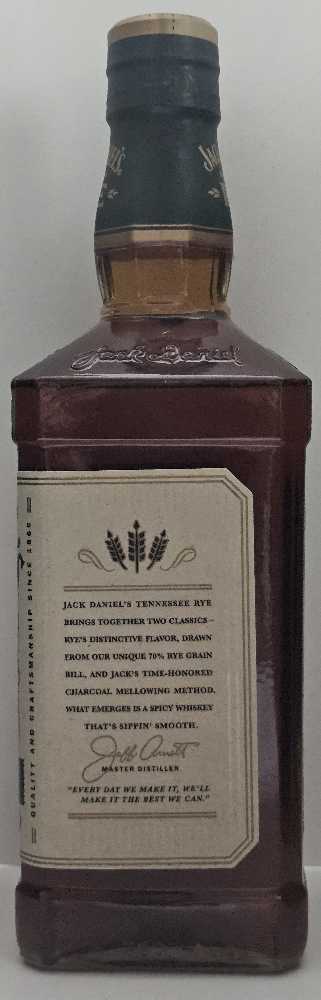 Jack Daniel
QUALITY AND CRAFTSMANSHIP SINCE 1866
JACK DANIEL'S TENNESSEE RYE
BRINGS TOGETHER TWO CLASSICS –
RYE'S DISTINCTIVE FLAVOR, DRAWN
FROM OUR UNIQUE 70% RYE GRAIN
BILL, AND JACK'S TIME-HONORED
CHARCOAL MELLOWING METHOD.
WHAT EMERGES IS A SPICY WHISKEY
THAT'S SIPPIN' SMOOTH.
Jeff Arnett
MASTER DISTILLER
"EVERY DAY WE MAKE IT, WE'LL
MAKE IT THE BEST WE CAN."